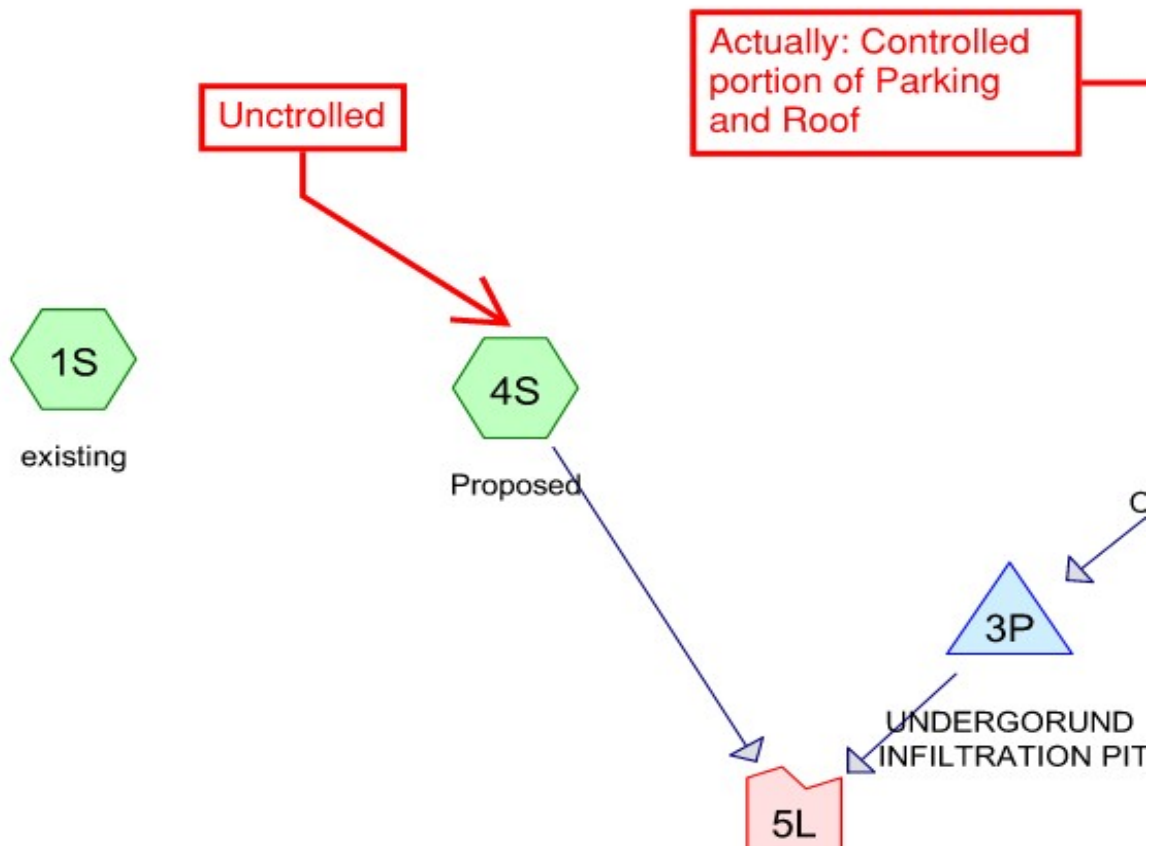 Actually: Controlled
portion of Parking
and Roof
Unctrolled
1S
existing
4S
Proposed
3P
UNDERGORUND
INFILTRATION PIT
5L